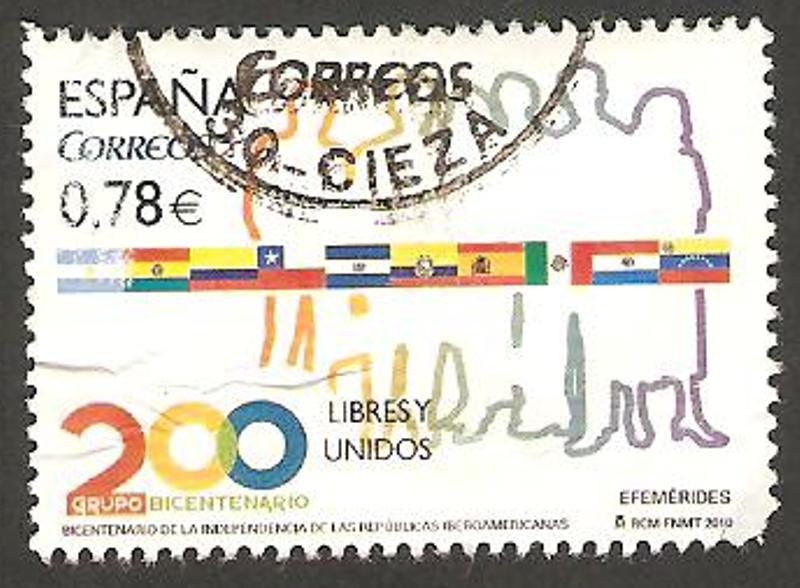 ESPAÑA
CORREOS
0,78€
CORREOS
CIEZA
200
LIBRES Y
UNIDOS
GRUPO BICENTENARIO
BICENTENARIO DE LA INDEPENDENCIA DE LAS REPÚBLICAS IBEROAMERICANAS
EFEMÉRIDES
RCM FNMT 2010